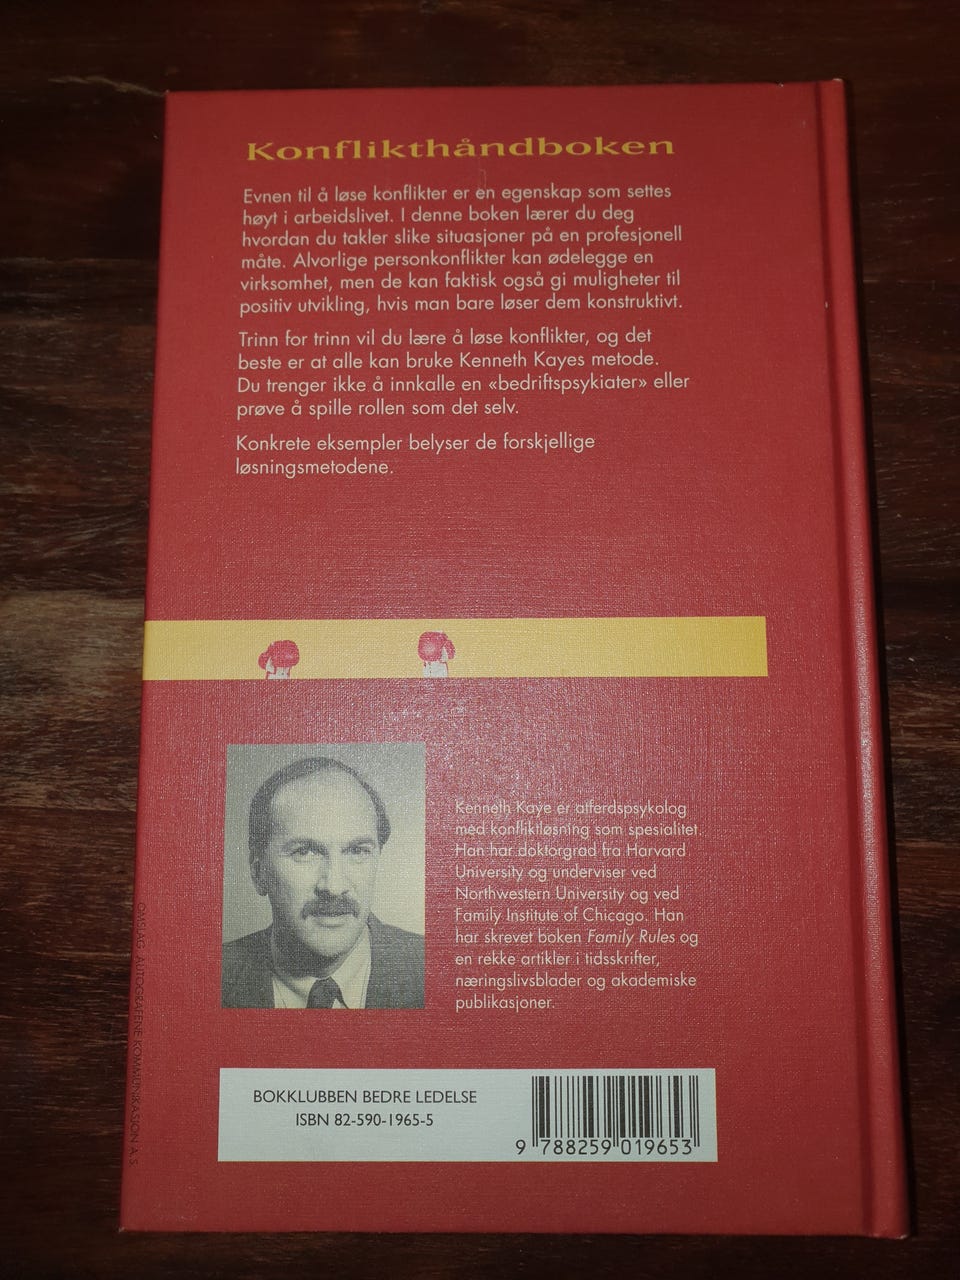 Konflikthåndboken
Evnen til å løse konflikter er en egenskap som settes
høyt i arbeidslivet. I denne boken lærer du deg
hvordan du takler slike situasjoner på en profesjonell
måte. Alvorlige personkonflikter kan ødelegge en
virksomhet, men de kan faktisk også gi muligheter til
positiv utvikling, hvis man bare løser dem konstruktivt.
Trinn for trinn vil du lære å løse konflikter, og det
beste er at alle kan bruke Kenneth Kayes metode.
Du trenger ikke å innkalle en «bedriftspsykiater» eller
prøve å spille rollen som det selv.
Konkrete eksempler belyser de forskjellige
løsningsmetodene.
Kenneth Kaye er atferdspsykolog
med konfliktløsning som spesialitet.
Han har doktorgrad fra Harvard
University og underviser ved
Northwestern University og ved
Family Institute of Chicago. Han
har skrevet boken Family Rules og
en rekke artikler i tidsskrifter,
næringslivsblader og akademiske
publikasjoner.
OMSLAG: AUTOGRAFENE KOMMUNIKASJON A.S.
BOKKLUBBEN BEDRE LEDELSE
ISBN 82-590-1965-5
9 788259 019653